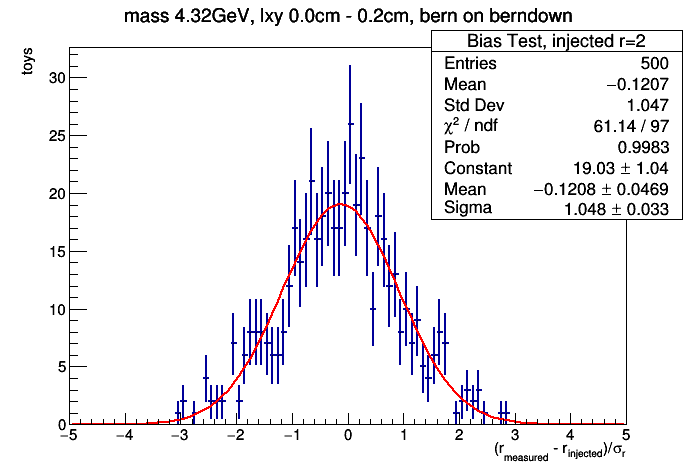 mass 4.32GeV, lxy 0.0cm - 0.2cm, bern on berndown
Bias Test, injected r=2
Entries 500
Mean −0.1207
Std Dev 1.047
χ² / ndf 61.14 / 97
Prob 0.9983
Constant 19.03 ± 1.04
Mean −0.1208 ± 0.0469
Sigma 1.048 ± 0.033
toys
30
25
20
15
10
5
0
−5 −4 −3 −2 −1 0 1 2 3 4 5
(r_measured - r_injected)/σ_r